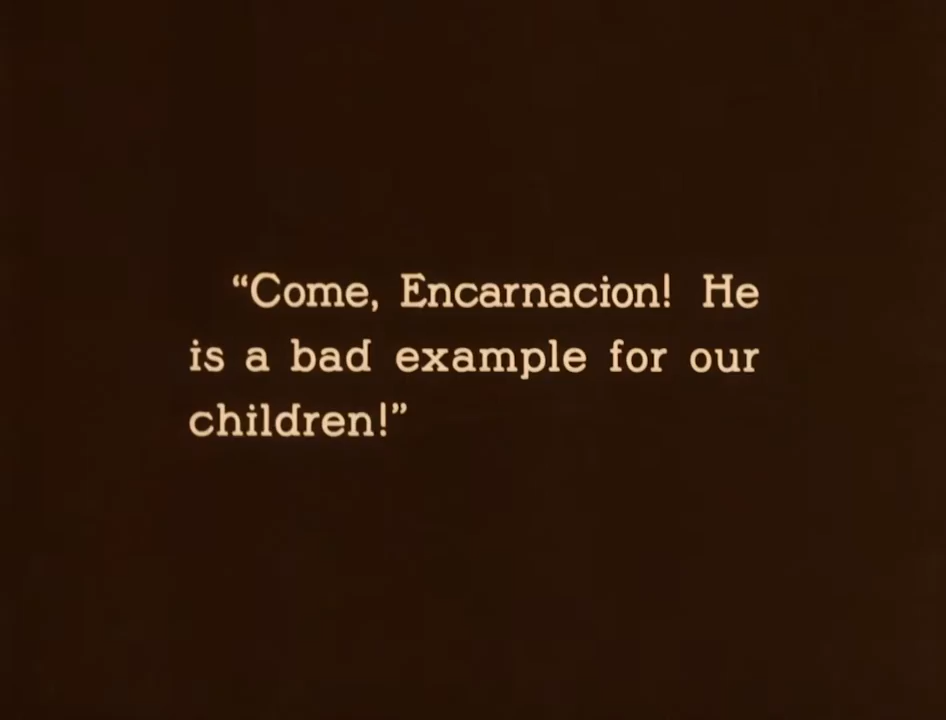 “Come, Encarnacion! He
is a bad example for our
children!”